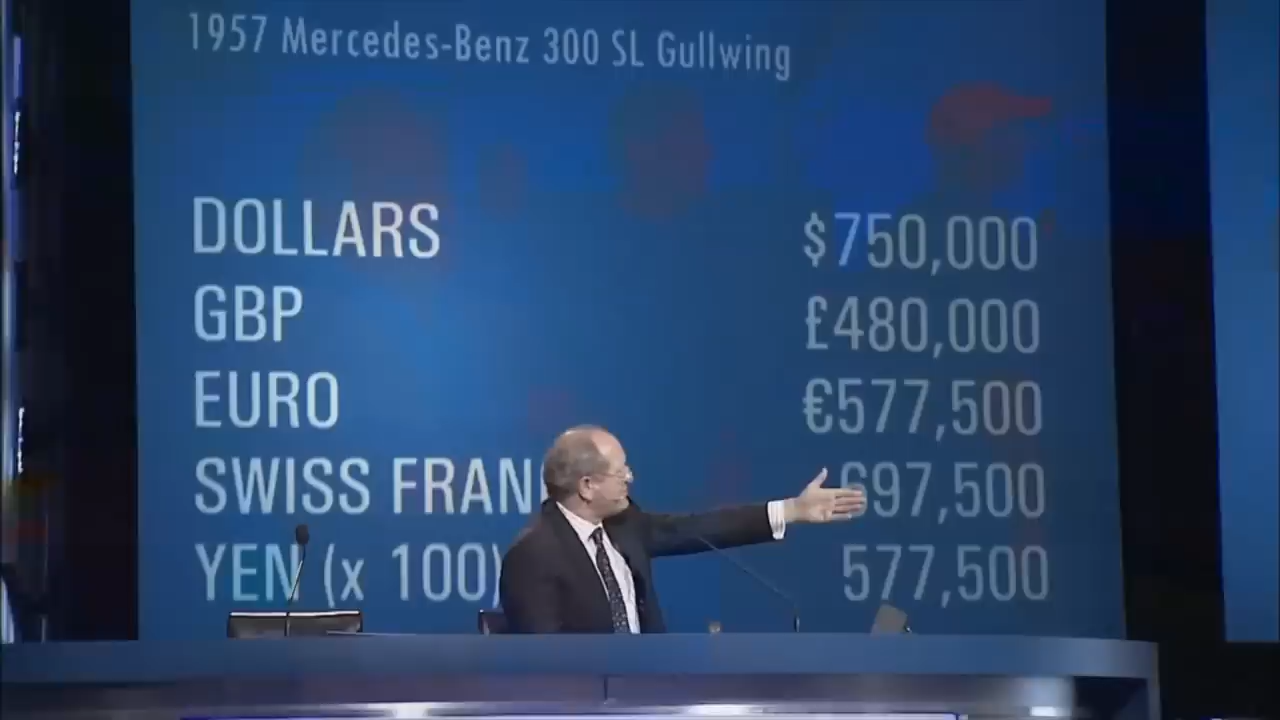 1957 Mercedes-Benz 300 SL Gullwing
DOLLARS $750,000
GBP £480,000
EURO €577,500
SWISS FRAN 697,500
YEN (x 100) 577,500